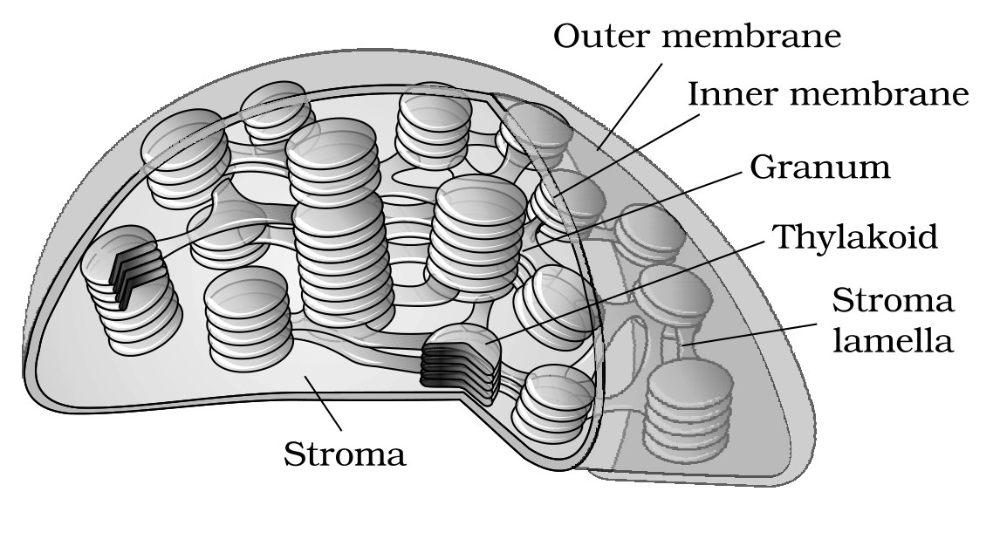 Outer membrane
Inner membrane
Granum
Thylakoid
Stroma
lamella
Stroma